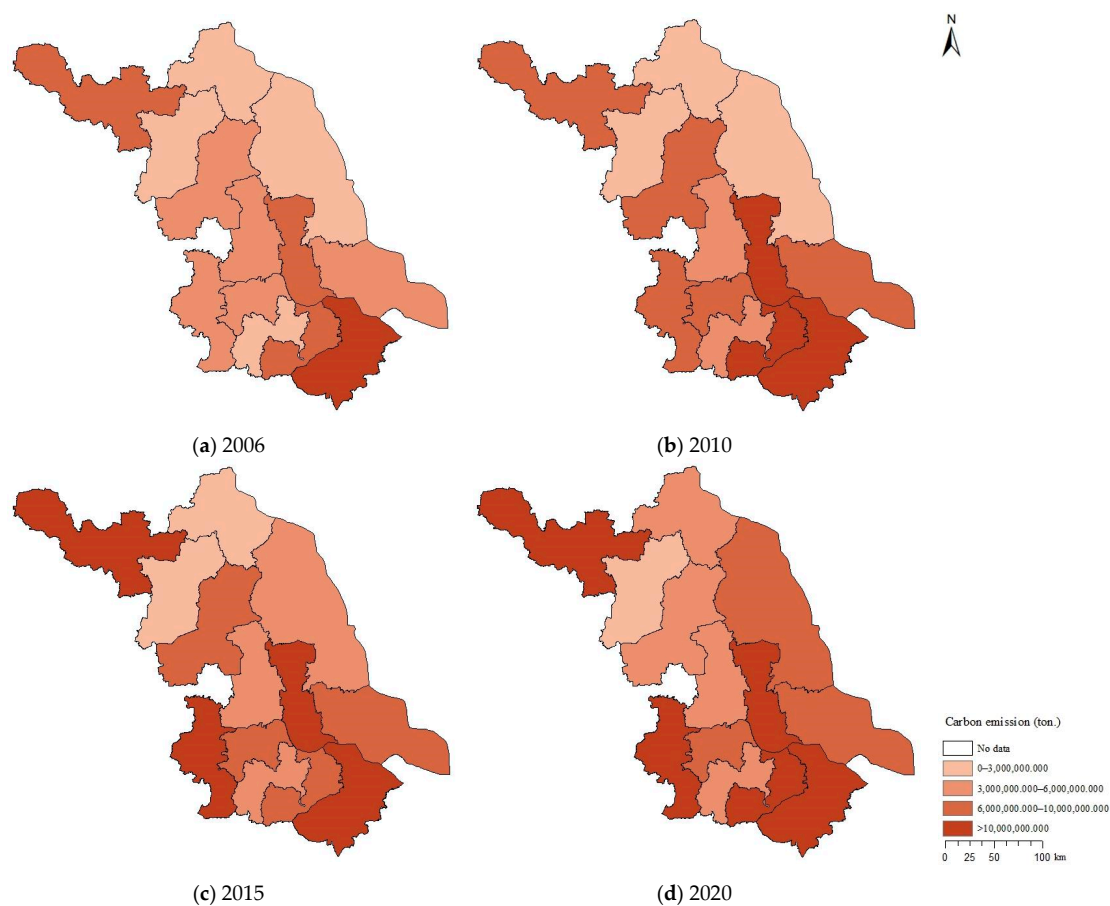 N
(a) 2006
(b) 2010
Carbon emission (ton.)
No data
0–3,000,000.000
3,000,000.000–6,000,000.000
6,000,000.000–10,000,000.000
>10,000,000.000
0 25 50 100 km
(c) 2015
(d) 2020